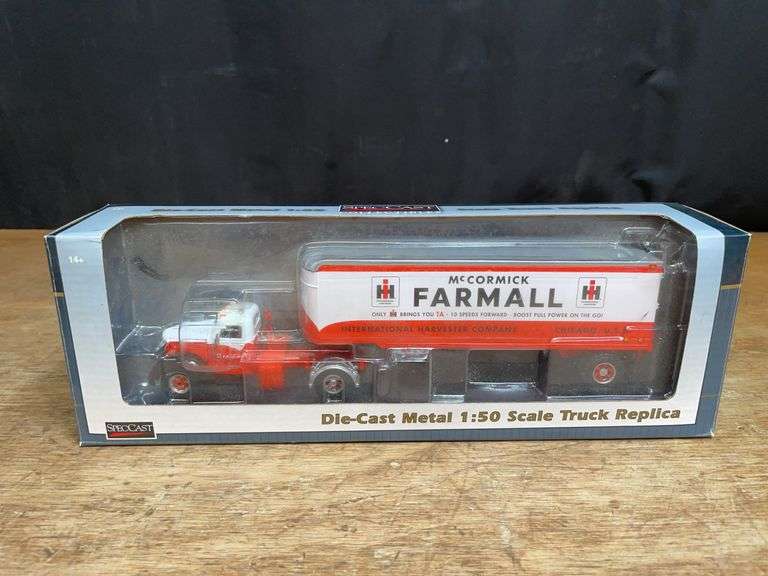 SPECCAST
14+
McCORMICK
FARMALL
ONLY IH BRINGS YOU TA · 10 SPEEDS FORWARD · BOOST PULL POWER ON THE GO!
INTERNATIONAL HARVESTER COMPANY CHICAGO, U.S.
SPECCAST
Die-Cast Metal 1:50 Scale Truck Replica